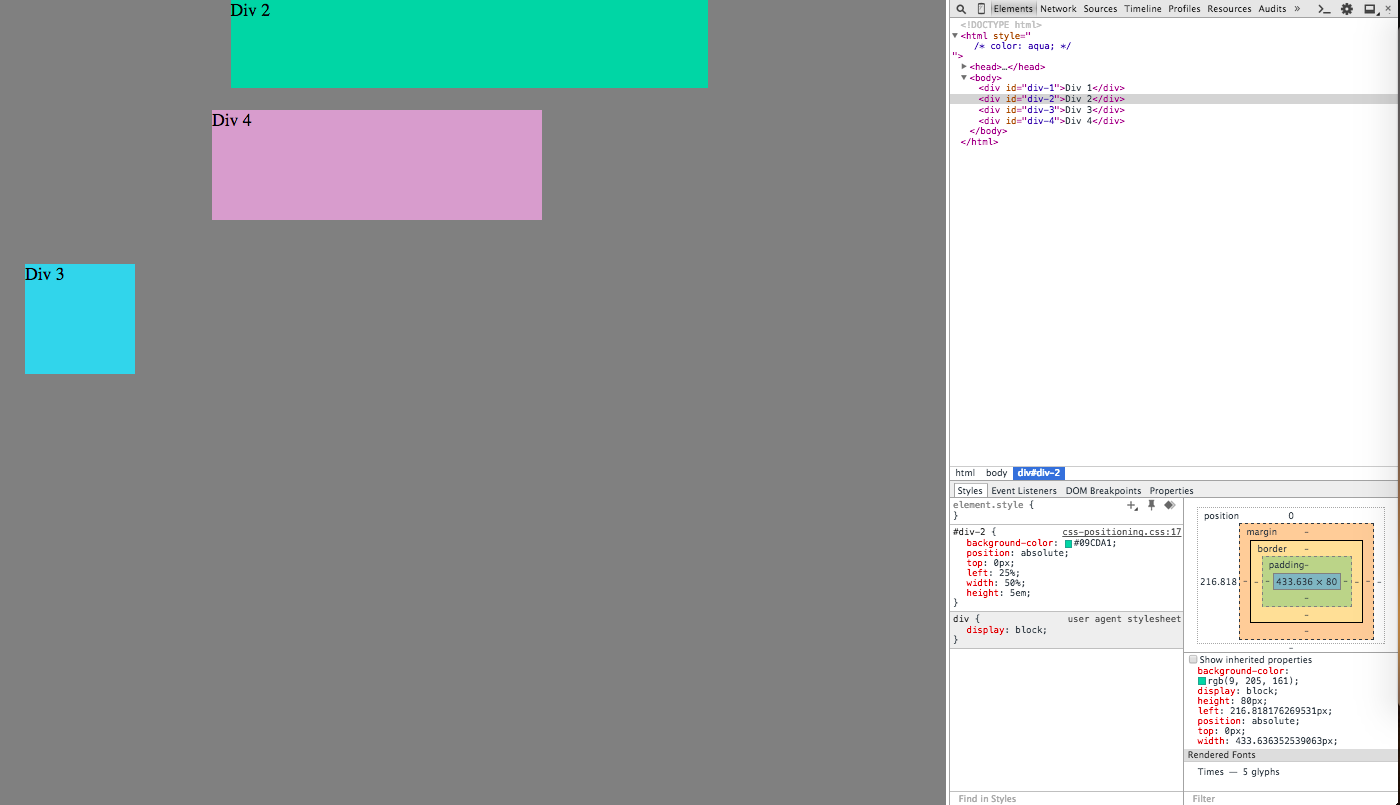 Div 2
Div 4
Div 3
Elements Network Sources Timeline Profiles Resources Audits »
<!DOCTYPE html>
▼<html style="
/* color: aqua; */
">
▶<head>…</head>
▼<body>
<div id="div-1">Div 1</div>
<div id="div-2">Div 2</div>
<div id="div-3">Div 3</div>
<div id="div-4">Div 4</div>
</body>
</html>
html body div#div-2
Styles Event Listeners DOM Breakpoints Properties
element.style {
}
#div-2 { css-positioning.css:17
background-color: #09CDA1;
position: absolute;
top: 0px;
left: 25%;
width: 50%;
height: 5em;
}
div { user agent stylesheet
display: block;
}
Find in Styles
position 0
margin -
border -
padding-
216.818 - - - 433.636 × 80 - - - -
-
-
-
-
Show inherited properties
background-color:
rgb(9, 205, 161);
display: block;
height: 80px;
left: 216.818176269531px;
position: absolute;
top: 0px;
width: 433.636352539063px;
Rendered Fonts
Times — 5 glyphs
Filter